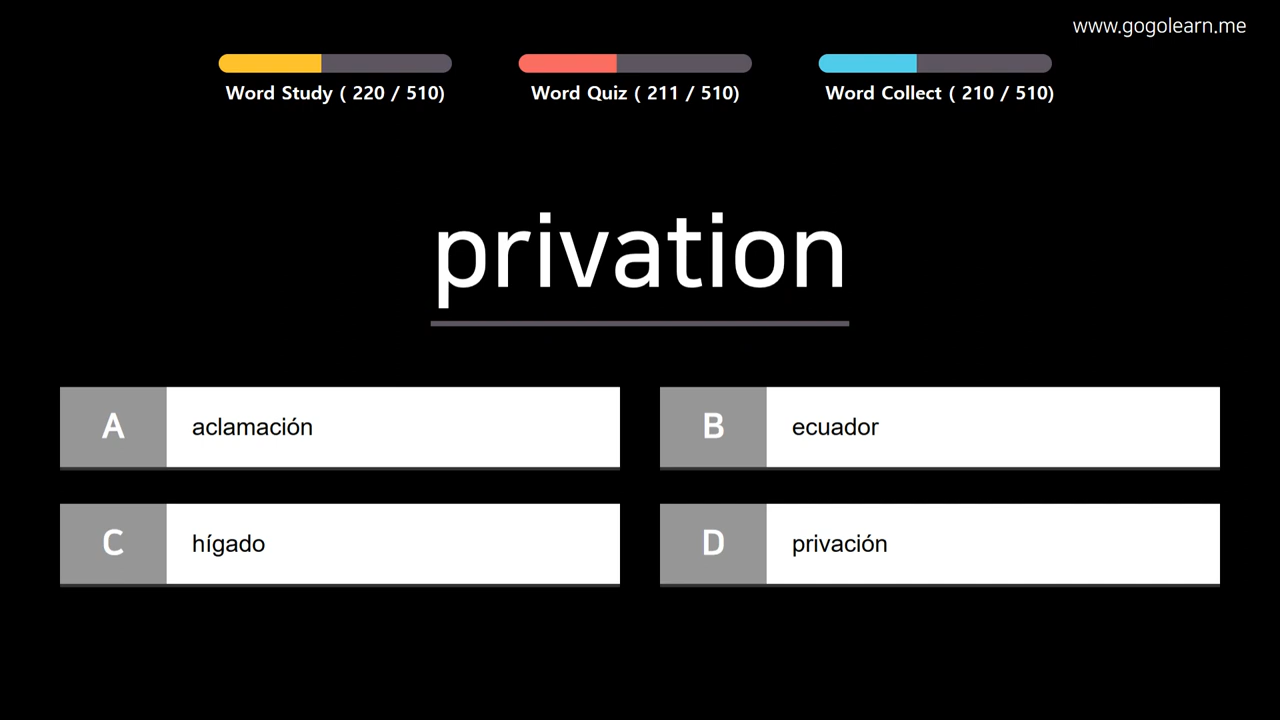 www.gogolearn.me
Word Study ( 220 / 510)
Word Quiz ( 211 / 510)
Word Collect ( 210 / 510)
privation
A aclamación
B ecuador
C hígado
D privación